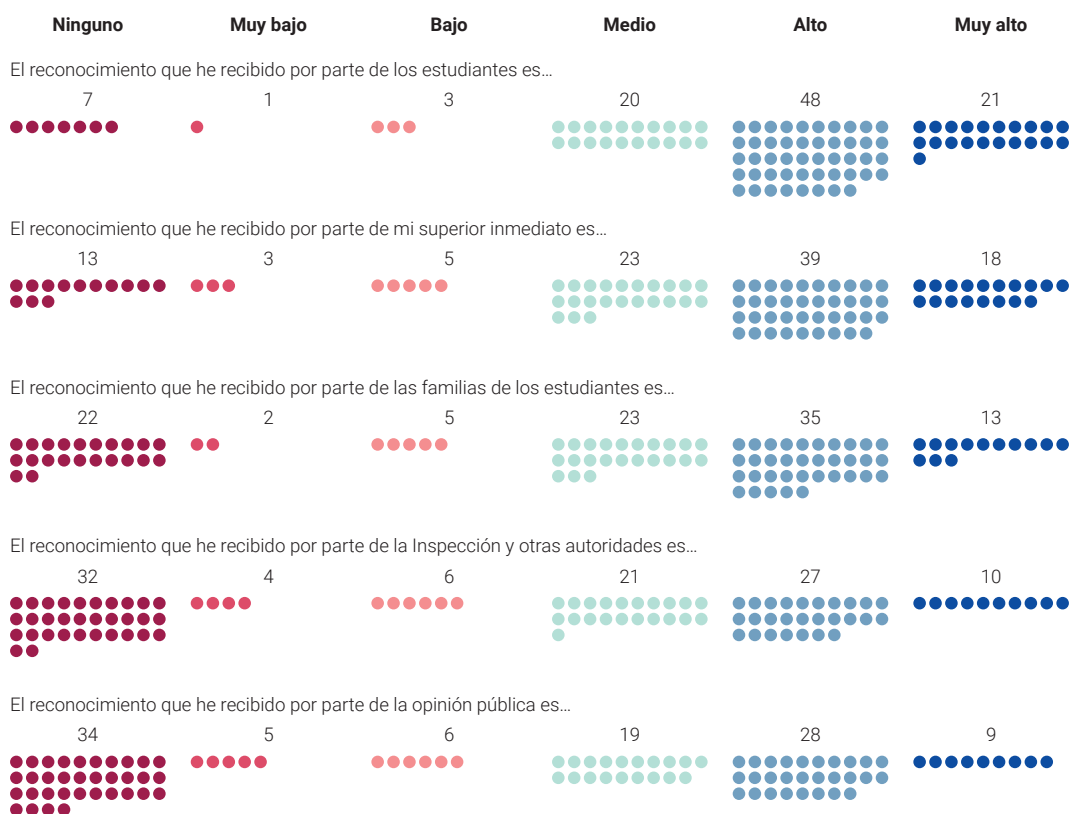 Ninguno Muy bajo Bajo Medio Alto Muy alto
El reconocimiento que he recibido por parte de los estudiantes es…
7 1 3 20 48 21
El reconocimiento que he recibido por parte de mi superior inmediato es…
13 3 5 23 39 18
El reconocimiento que he recibido por parte de las familias de los estudiantes es…
22 2 5 23 35 13
El reconocimiento que he recibido por parte de la Inspección y otras autoridades es…
32 4 6 21 27 10
El reconocimiento que he recibido por parte de la opinión pública es…
34 5 6 19 28 9